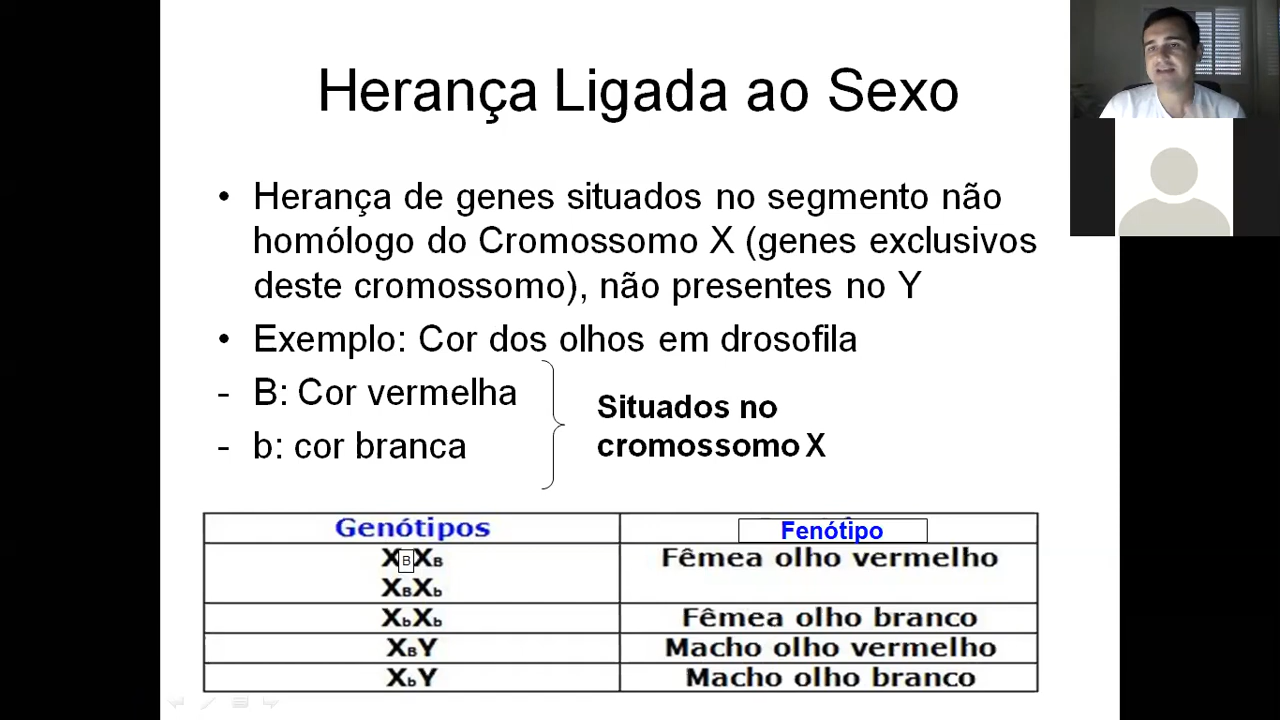 Herança Ligada ao Sexo
• Herança de genes situados no segmento não
homólogo do Cromossomo X (genes exclusivos
deste cromossomo), não presentes no Y
• Exemplo: Cor dos olhos em drosofila
- B: Cor vermelha
- b: cor branca
Situados no
cromossomo X
Genótipos Fenótipo
XBXB Fêmea olho vermelho
XBXb
XbXb Fêmea olho branco
XBY Macho olho vermelho
XbY Macho olho branco